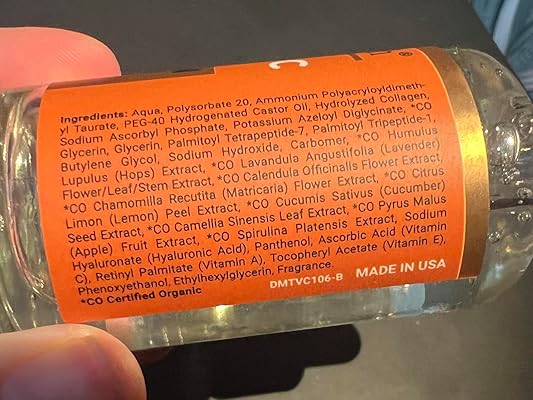 C
®
Ingredients: Aqua, Polysorbate 20, Ammonium Polyacryloyldimeth-
yl Taurate, PEG-40 Hydrogenated Castor Oil, Hydrolyzed Collagen,
Sodium Ascorbyl Phosphate, Potassium Azeloyl Diglycinate, *CO
Glycerin, Glycerin, Palmitoyl Tetrapeptide-7, Palmitoyl Tripeptide-1,
Butylene Glycol, Sodium Hydroxide, Carbomer, *CO Humulus
Lupulus (Hops) Extract, *CO Lavandula Angustifolia (Lavender)
Flower/Leaf/Stem Extract, *CO Calendula Officinalls Flower Extract,
*CO Chamomilla Recutita (Matricaria) Flower Extract, *CO Citrus
Limon (Lemon) Peel Extract, *CO Cucumis Sativus (Cucumber)
Seed Extract, *CO Camellia Sinensis Leaf Extract, *CO Pyrus Malus
(Apple) Fruit Extract, *CO Spirulina Platensis Extract, Sodium
Hyaluronate (Hyaluronic Acid), Panthenol, Ascorbic Acid (Vitamin
C), Retinyl Palmitate (Vitamin A), Tocopheryl Acetate (Vitamin E),
Phenoxyethanol, Ethylhexylglycerin, Fragrance.
*CO Certified Organic
DMTVC106-B MADE IN USA